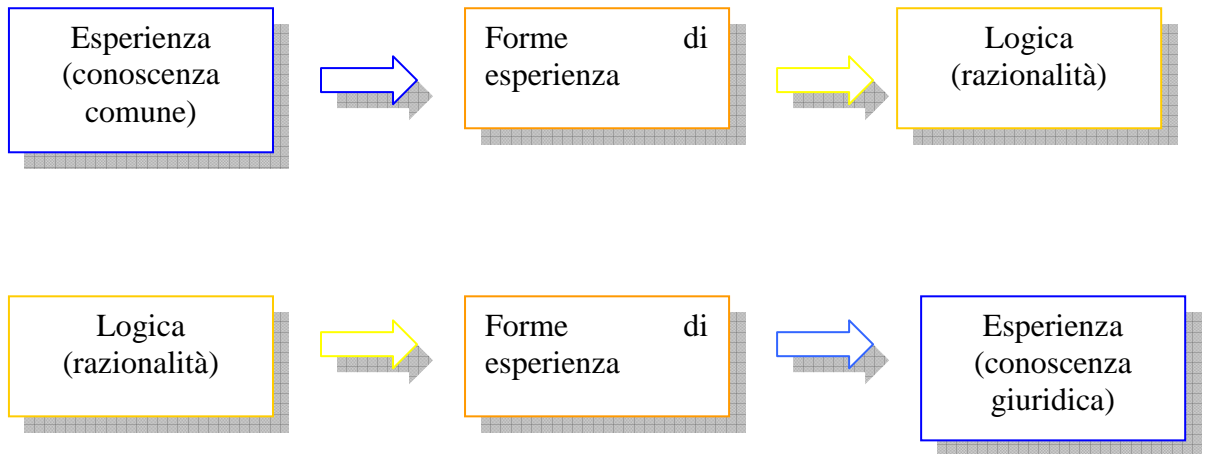 Esperienza
(conoscenza
comune)
Forme di
esperienza
Logica
(razionalità)
Logica
(razionalità)
Forme di
esperienza
Esperienza
(conoscenza
giuridica)